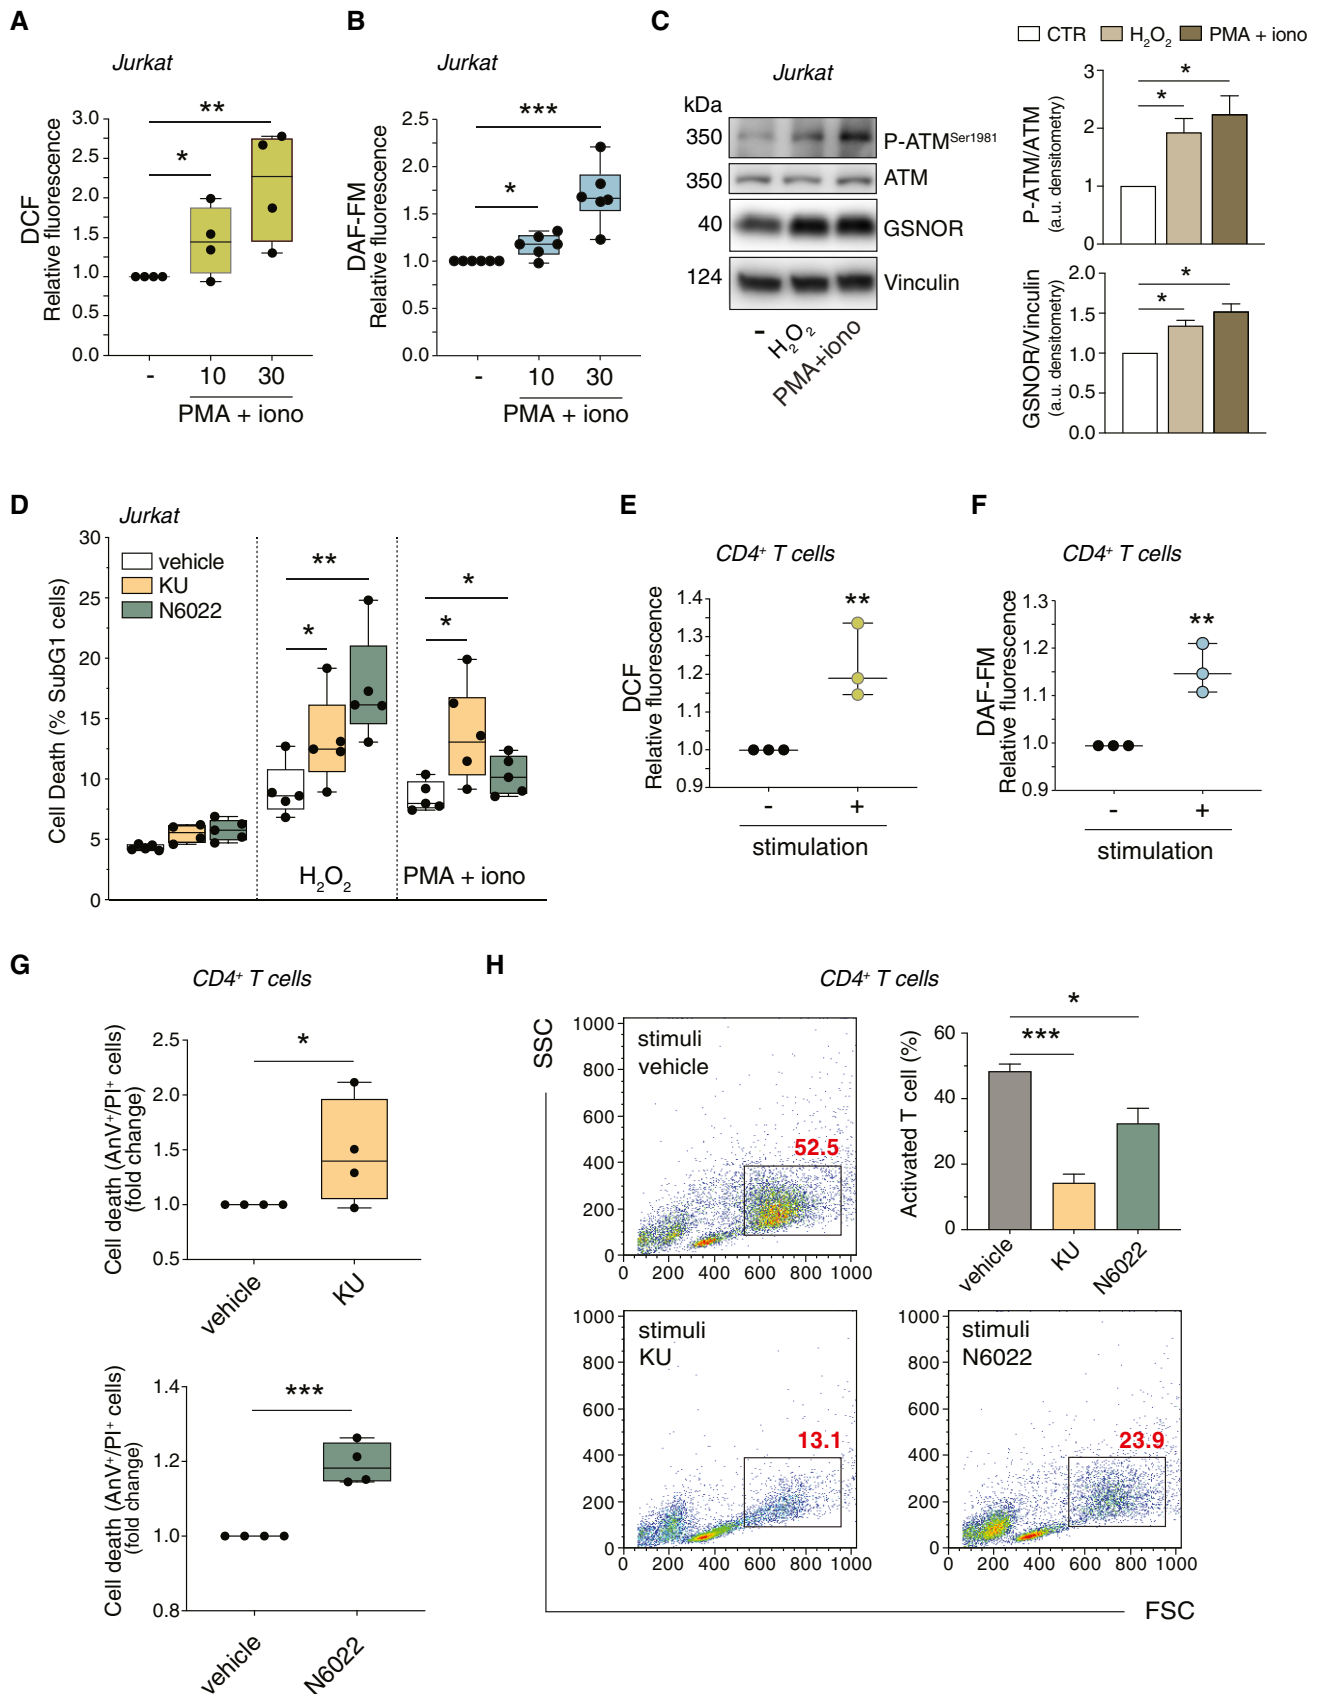 A
Jurkat
DCF
Relative fluorescence
3.0
2.5
2.0
1.5
1.0
0.5
0.0
*
**
- 10 30
PMA + iono
B
Jurkat
DAF-FM
Relative fluorescence
2.5
2.0
1.5
1.0
0.5
0.0
*
***
- 10 30
PMA + iono
C
Jurkat
kDa
350 P-ATMSer1981
350 ATM
40 GSNOR
124 Vinculin
- H2O2 PMA+iono
CTR H2O2 PMA + iono
P-ATM/ATM
(a.u. densitometry)
3
2
1
0
*
*
GSNOR/Vinculin
(a.u. densitometry)
2.0
1.5
1.0
0.5
0.0
*
*
D
Jurkat
Cell Death (% SubG1 cells)
30
25
20
15
10
5
0
vehicle
KU
N6022
**
*
*
*
H2O2 PMA + iono
E
CD4+ T cells
DCF
Relative fluorescence
1.4
1.3
1.2
1.1
1.0
0.9
**
- +
stimulation
F
CD4+ T cells
DAF-FM
Relative fluorescence
1.3
1.2
1.1
1.0
0.9
**
- +
stimulation
G
CD4+ T cells
Cell death (AnV+/PI+ cells)
(fold change)
2.5
2.0
1.5
1.0
0.5
*
vehicle KU
Cell death (AnV+/PI+ cells)
(fold change)
1.4
1.2
1.0
0.8
***
vehicle N6022
H
CD4+ T cells
SSC
1000
800
600
400
200
0
stimuli
vehicle
52.5
0 200 400 600 800 1000
Activated T cell (%)
60
40
20
0
*
***
vehicle KU N6022
1000
800
600
400
200
0
stimuli
KU
13.1
0 200 400 600 800 1000
1000
800
600
400
200
0
stimuli
N6022
23.9
0 200 400 600 800 1000
FSC